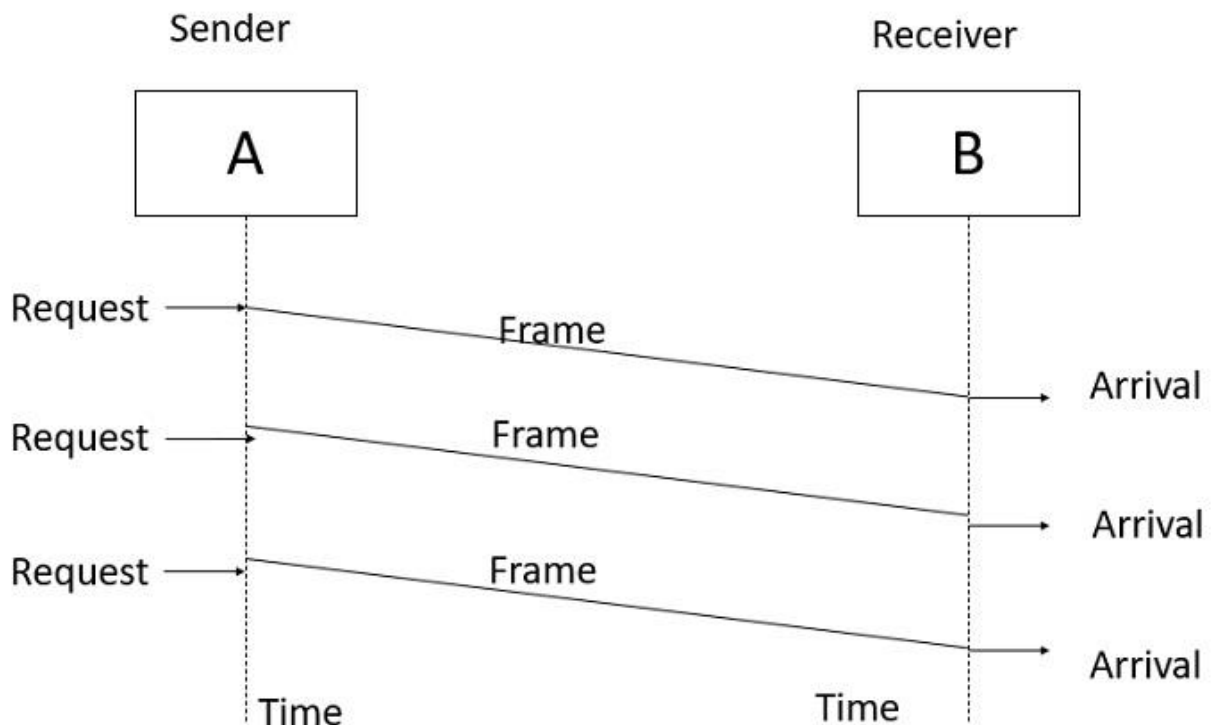 Sender
Receiver
A
B
Request
Frame
Arrival
Request
Frame
Arrival
Request
Frame
Arrival
Time
Time